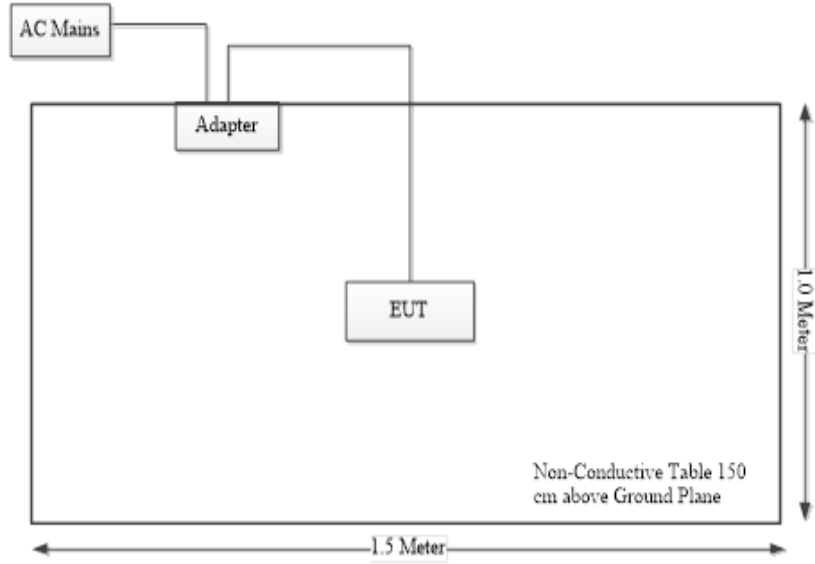 AC Mains
Adapter
EUT
1.0 Meter
Non-Conductive Table 150
cm above Ground Plane
1.5 Meter